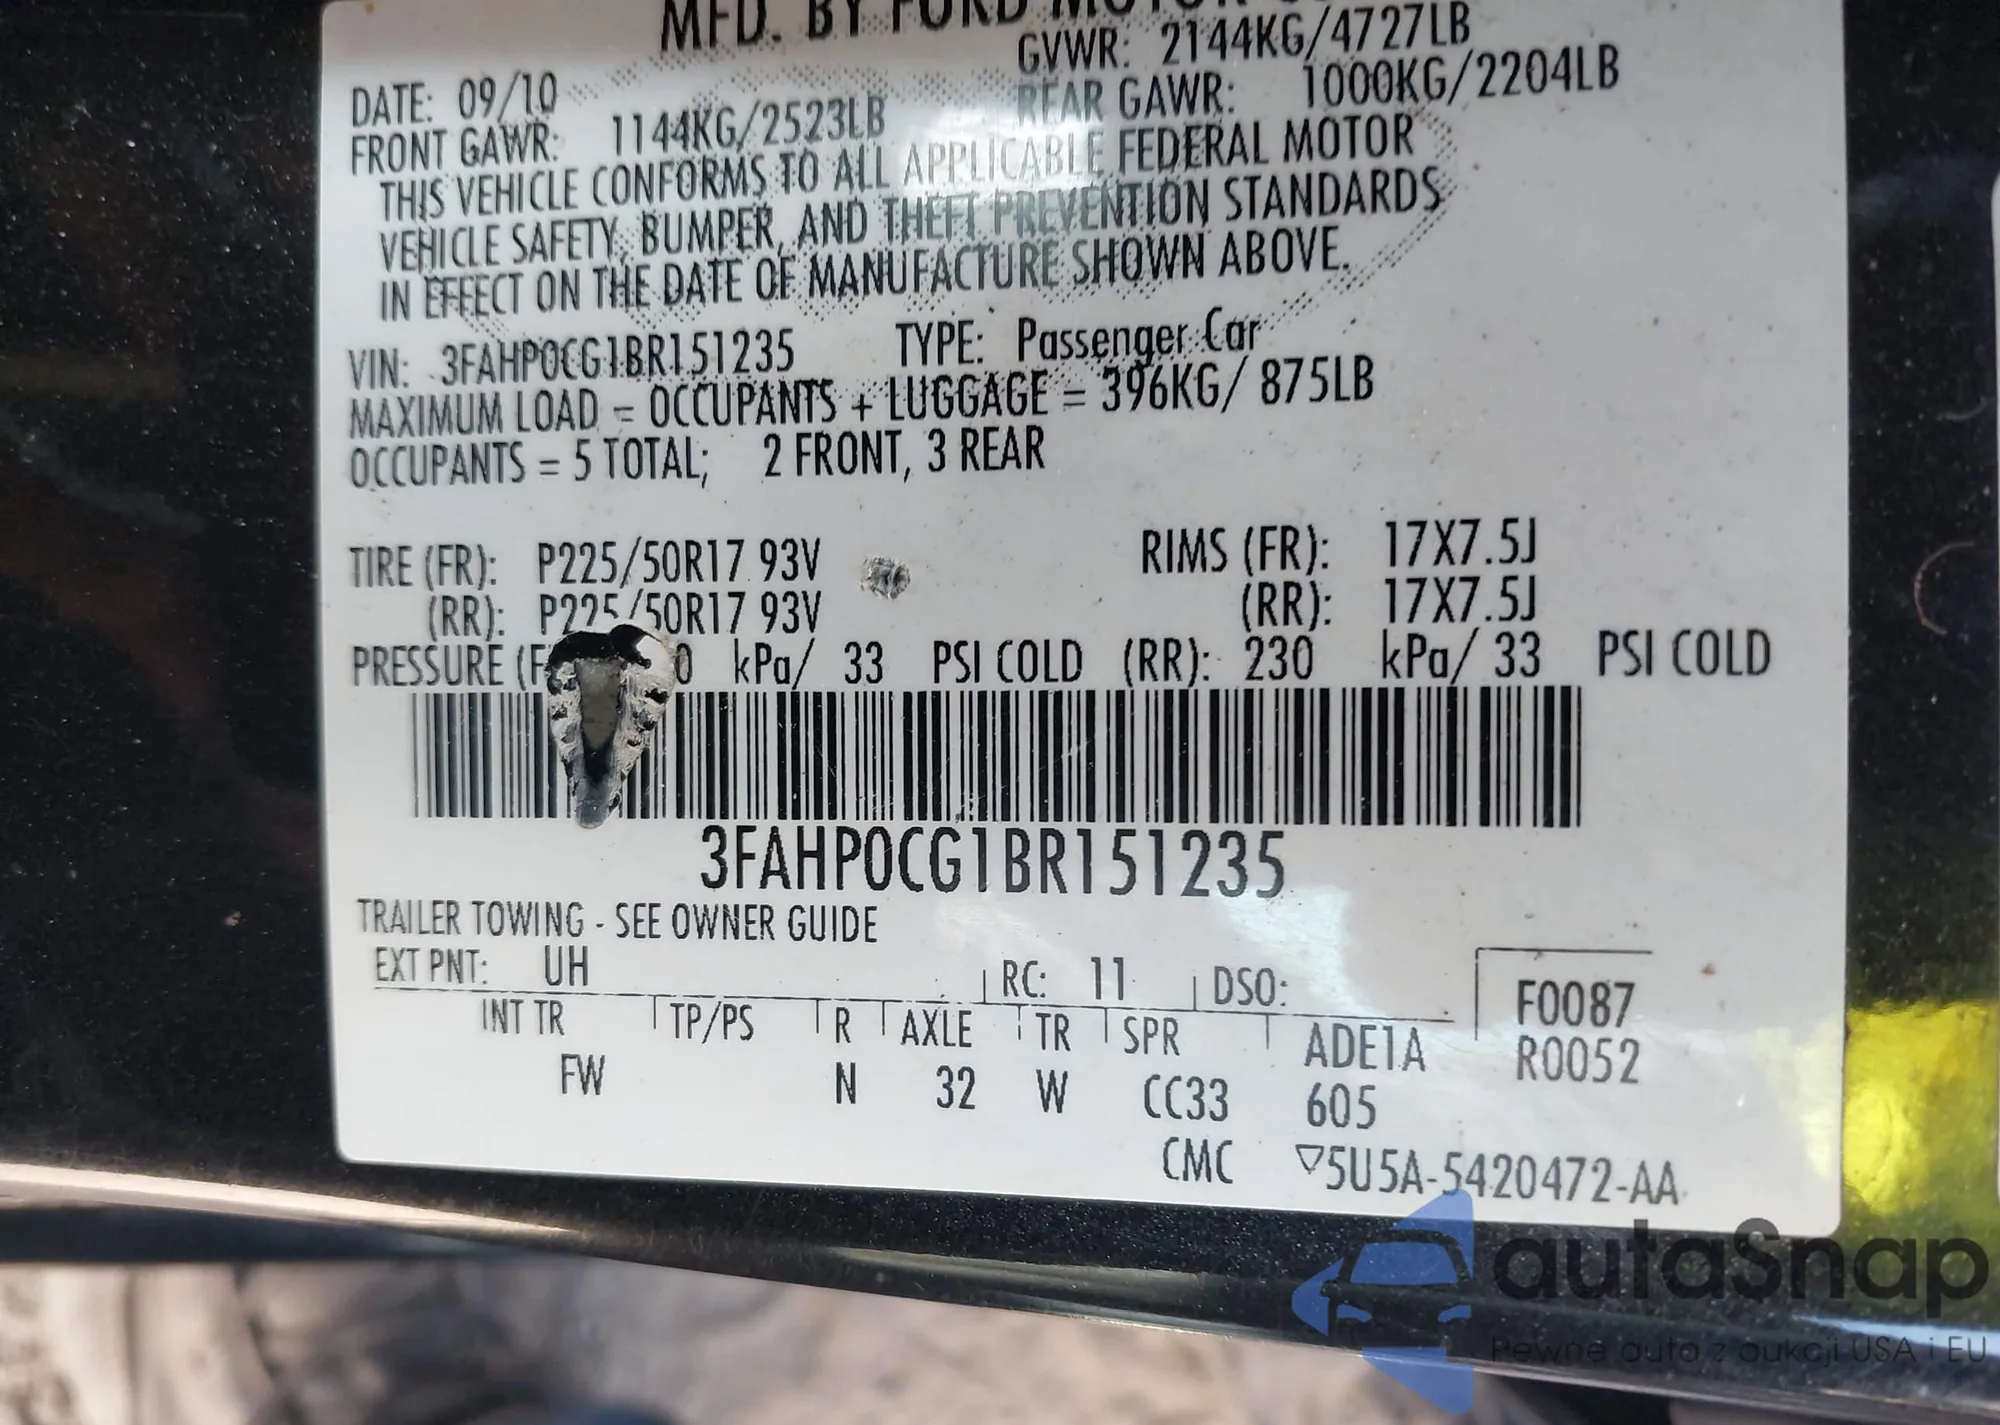 MFD. BY FORD MOTOR
GVWR: 2144KG/4727LB
DATE: 09/10
FRONT GAWR: 1144KG/2523LB REAR GAWR: 1000KG/2204LB
THIS VEHICLE CONFORMS TO ALL APPLICABLE FEDERAL MOTOR
VEHICLE SAFETY, BUMPER, AND THEFT PREVENTION STANDARDS
IN EFFECT ON THE DATE OF MANUFACTURE SHOWN ABOVE.
VIN: 3FAHP0CG1BR151235 TYPE: Passenger Car
MAXIMUM LOAD = OCCUPANTS + LUGGAGE = 396KG/ 875LB
OCCUPANTS = 5 TOTAL; 2 FRONT, 3 REAR
TIRE (FR): P225/50R17 93V RIMS (FR): 17X7.5J
(RR): P225/50R17 93V (RR): 17X7.5J
PRESSURE (F 0 kPa/ 33 PSI COLD (RR): 230 kPa/ 33 PSI COLD
3FAHP0CG1BR151235
TRAILER TOWING - SEE OWNER GUIDE
EXT PNT: UH RC: 11 DSO: F0087
INT TR TP/PS R AXLE TR SPR ADE1A R0052
FW N 32 W CC33 605
CMC ▽5U5A-5420472-AA
autaSnap
Pewne auta z aukcji USA i EU